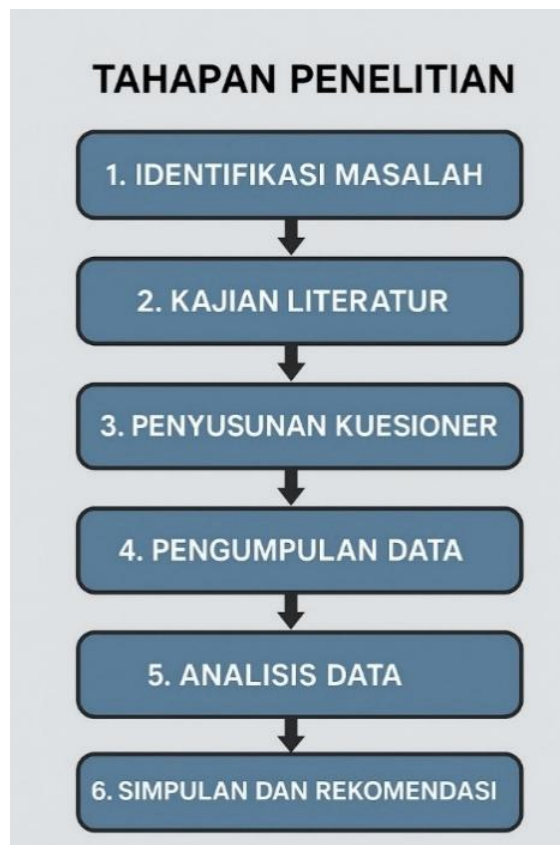 TAHAPAN PENELITIAN
1. IDENTIFIKASI MASALAH
2. KAJIAN LITERATUR
3. PENYUSUNAN KUESIONER
4. PENGUMPULAN DATA
5. ANALISIS DATA
6. SIMPULAN DAN REKOMENDASI